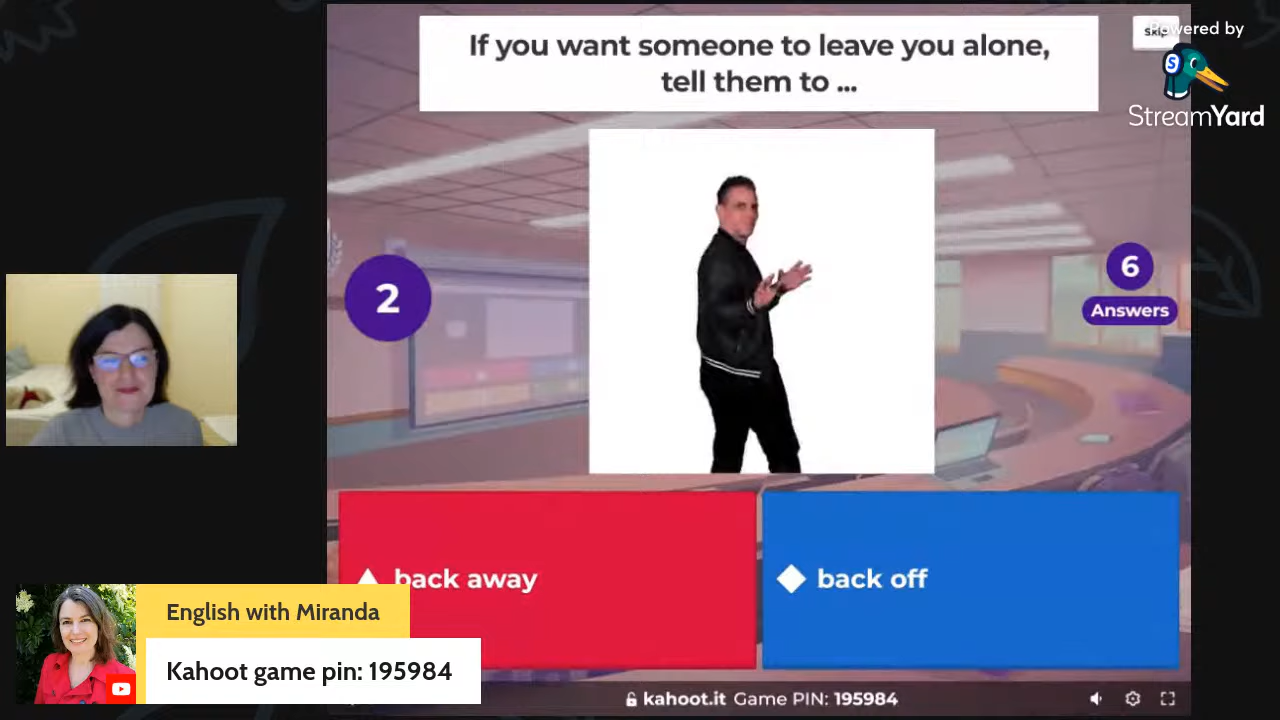 If you want someone to leave you alone,
tell them to ...
Skip
Powered by
StreamYard
2
6
Answers
back away
back off
English with Miranda
Kahoot game pin: 195984
kahoot.it Game PIN: 195984